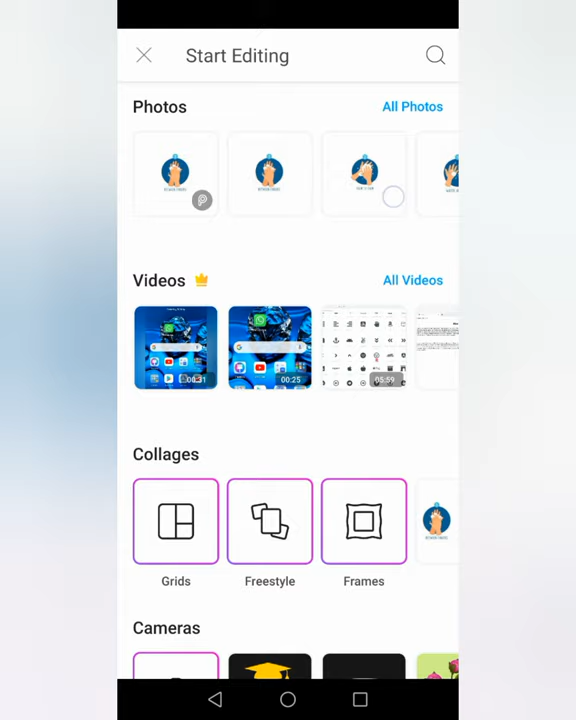 Start Editing
Photos
All Photos
Videos
All Videos
00:31
00:25
05:59
Collages
Grids
Freestyle
Frames
Cameras